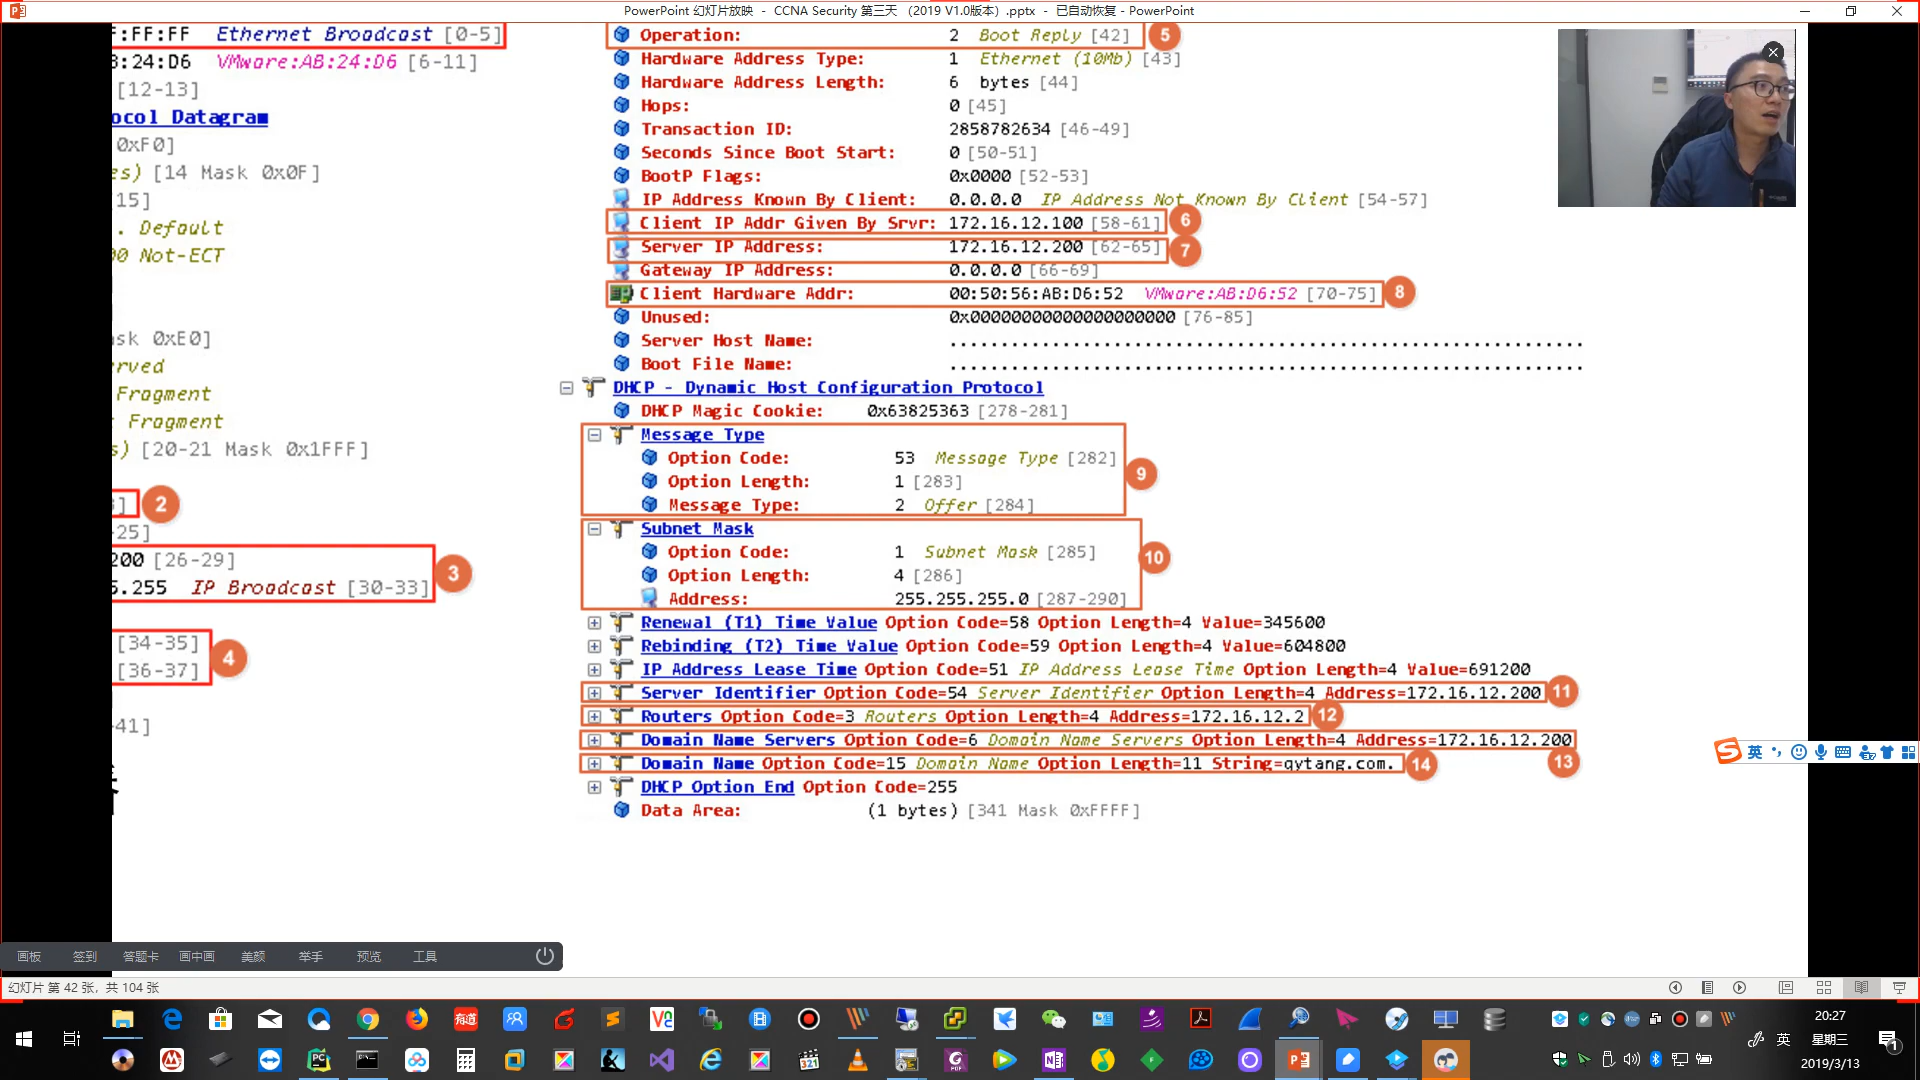 PowerPoint 幻灯片放映 - CCNA Security 第三天 （2019 V1.0版本）.pptx - 已自动恢复 - PowerPoint
F:FF:FF Ethernet Broadcast [0-5]
B:24:D6 VMware:AB:24:D6 [6-11]
[12-13]
ocol Datagram
0xF0]
es) [14 Mask 0x0F]
15]
. Default
00 Not-ECT
ask 0xE0]
erved
Fragment
t Fragment
s) [20-21 Mask 0x1FFF]
3] 2
-25]
200 [26-29]
5.255 IP Broadcast [30-33] 3
[34-35]
[36-37] 4
-41]
Operation: 2 Boot Reply [42] 5
Hardware Address Type: 1 Ethernet (10Mb) [43]
Hardware Address Length: 6 bytes [44]
Hops: 0 [45]
Transaction ID: 2858782634 [46-49]
Seconds Since Boot Start: 0 [50-51]
BootP Flags: 0x0000 [52-53]
IP Address Known By Client: 0.0.0.0 IP Address Not Known By Client [54-57]
Client IP Addr Given By Srvr: 172.16.12.100 [58-61] 6
Server IP Address: 172.16.12.200 [62-65] 7
Gateway IP Address: 0.0.0.0 [66-69]
Client Hardware Addr: 00:50:56:AB:D6:52 VMware:AB:D6:52 [70-75] 8
Unused: 0x00000000000000000000 [76-85]
Server Host Name: ..............................................................
Boot File Name: ..............................................................
DHCP - Dynamic Host Configuration Protocol
DHCP Magic Cookie: 0x63825363 [278-281]
Message Type
Option Code: 53 Message Type [282]
Option Length: 1 [283] 9
Message Type: 2 Offer [284]
Subnet Mask
Option Code: 1 Subnet Mask [285] 10
Option Length: 4 [286]
Address: 255.255.255.0 [287-290]
Renewal (T1) Time Value Option Code=58 Option Length=4 Value=345600
Rebinding (T2) Time Value Option Code=59 Option Length=4 Value=604800
IP Address Lease Time Option Code=51 IP Address Lease Time Option Length=4 Value=691200
Server Identifier Option Code=54 Server Identifier Option Length=4 Address=172.16.12.200 11
Routers Option Code=3 Routers Option Length=4 Address=172.16.12.2 12
Domain Name Servers Option Code=6 Domain Name Servers Option Length=4 Address=172.16.12.200 13
Domain Name Option Code=15 Domain Name Option Length=11 String=qytang.com. 14
DHCP Option End Option Code=255
Data Area: (1 bytes) [341 Mask 0xFFFF]
英
画板 签到 答题卡 画中画 美颜 举手 预览 工具
幻灯片 第 42 张，共 104 张
有道
20:27
英 星期三
2019/3/13